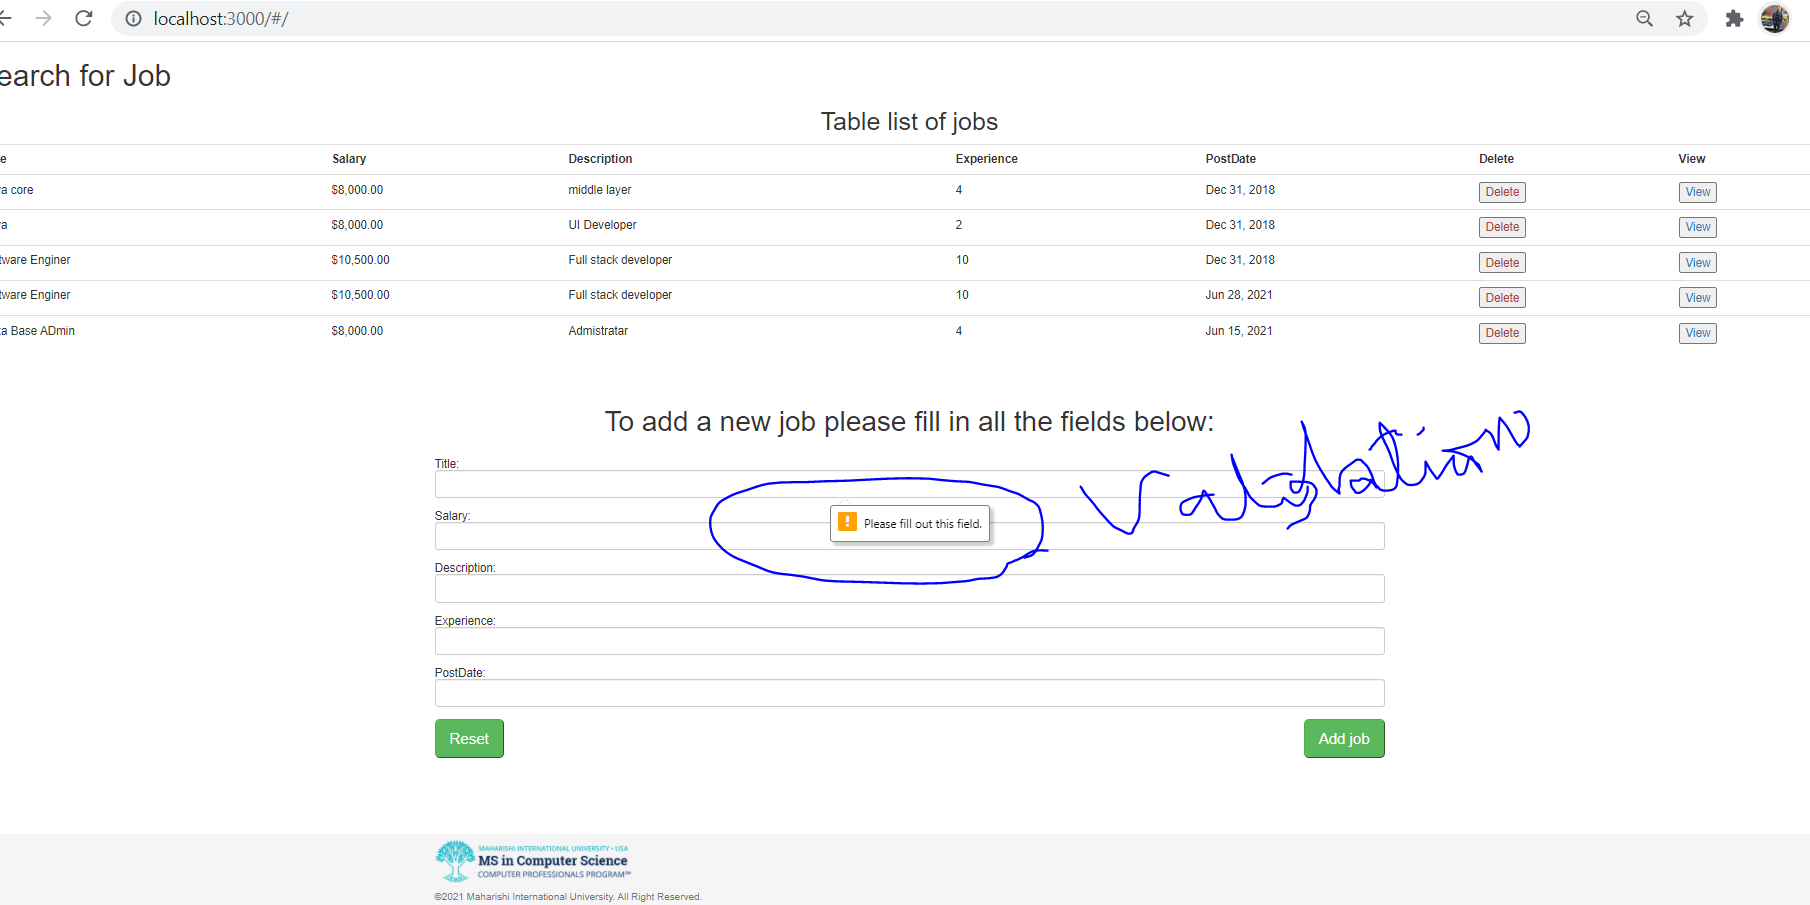 localhost:3000/#/
earch for Job
Table list of jobs
e Salary Description Experience PostDate Delete View
a core $8,000.00 middle layer 4 Dec 31, 2018 Delete View
a $8,000.00 UI Developer 2 Dec 31, 2018 Delete View
tware Enginer $10,500.00 Full stack developer 10 Dec 31, 2018 Delete View
tware Enginer $10,500.00 Full stack developer 10 Jun 28, 2021 Delete View
a Base ADmin $8,000.00 Admistratar 4 Jun 15, 2021 Delete View
To add a new job please fill in all the fields below:
Validation
Title:
Salary:
Please fill out this field.
Description:
Experience:
PostDate:
Reset Add job
MAHARISHI INTERNATIONAL UNIVERSITY • USA
MS in Computer Science
COMPUTER PROFESSIONALS PROGRAM℠
©2021 Maharishi International University. All Right Reserved.